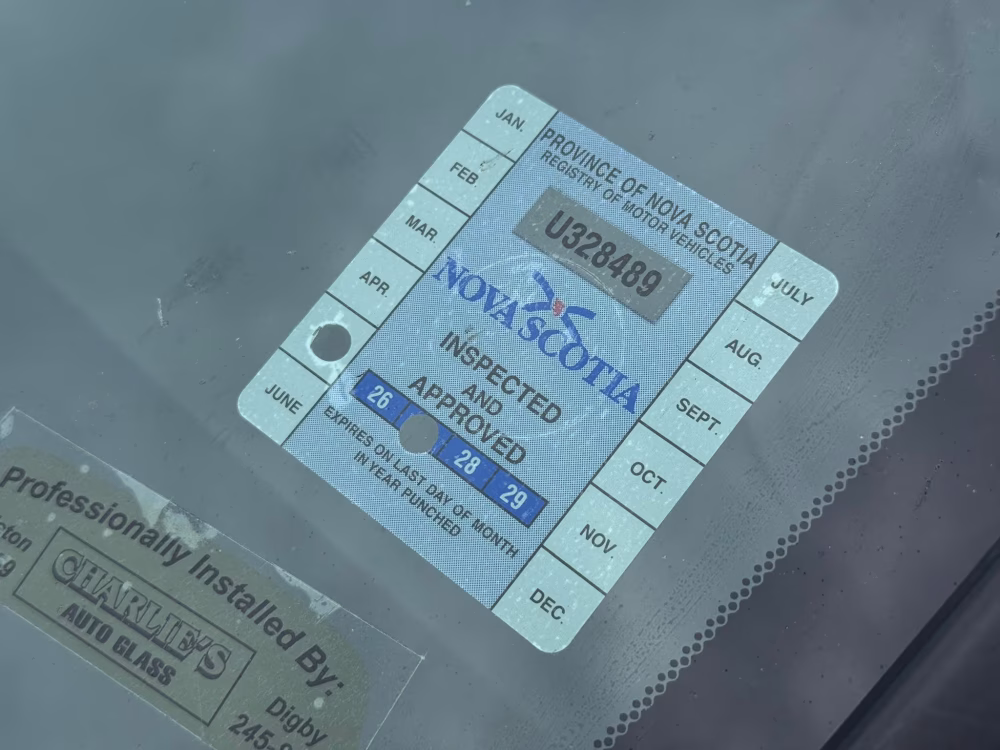 JAN.
FEB
MAR.
APR.
JUNE
PROVINCE OF NOVA SCOTIA
REGISTRY OF MOTOR VEHICLES
U328489
NOVA SCOTIA
INSPECTED
AND
APPROVED
26 28 29
EXPIRES ON LAST DAY OF MONTH
IN YEAR PUNCHED
JULY
AUG.
SEPT.
OCT.
NOV.
DEC.
Professionally Installed By:
CHARLIE'S
AUTO GLASS
Digby
245-